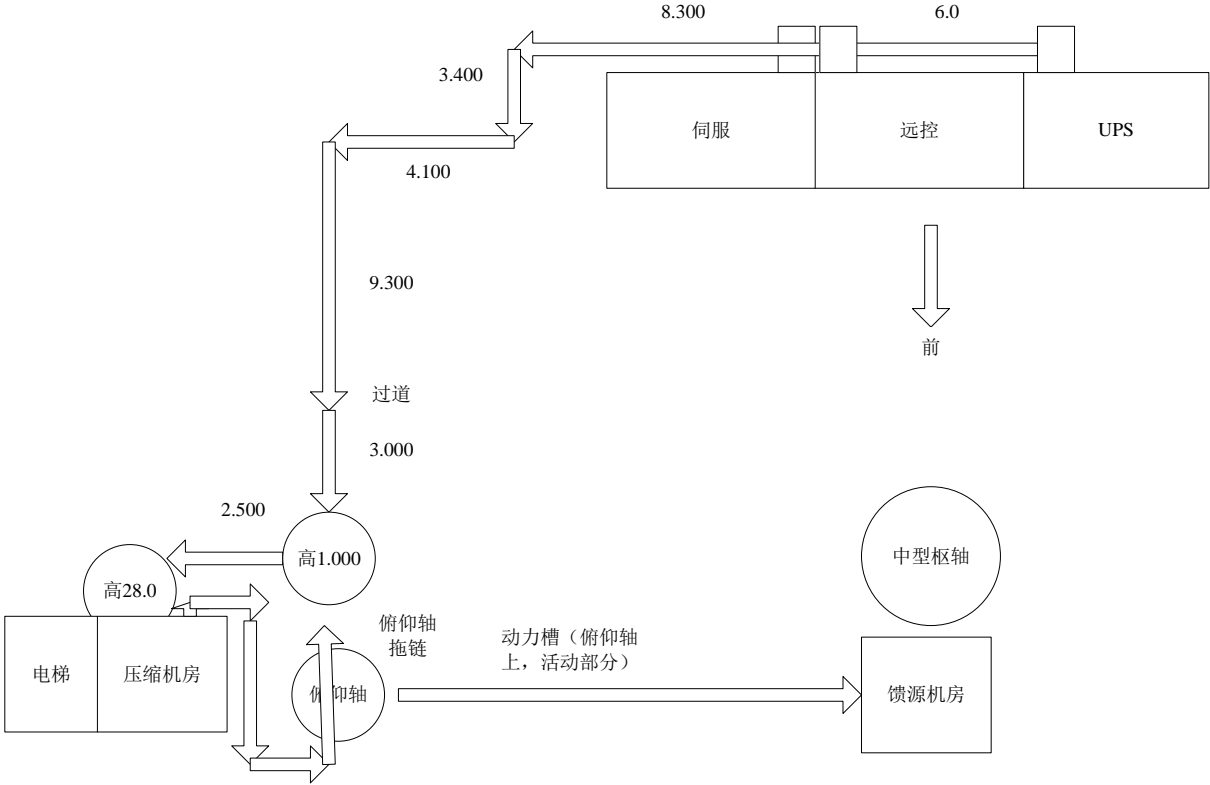 8.300
6.0
3.400
伺服
远控
UPS
4.100
9.300
前
过道
3.000
2.500
高1.000
中型枢轴
高28.0
俯仰轴
拖链
动力槽（俯仰轴
上，活动部分）
电梯
压缩机房
俯仰轴
馈源机房